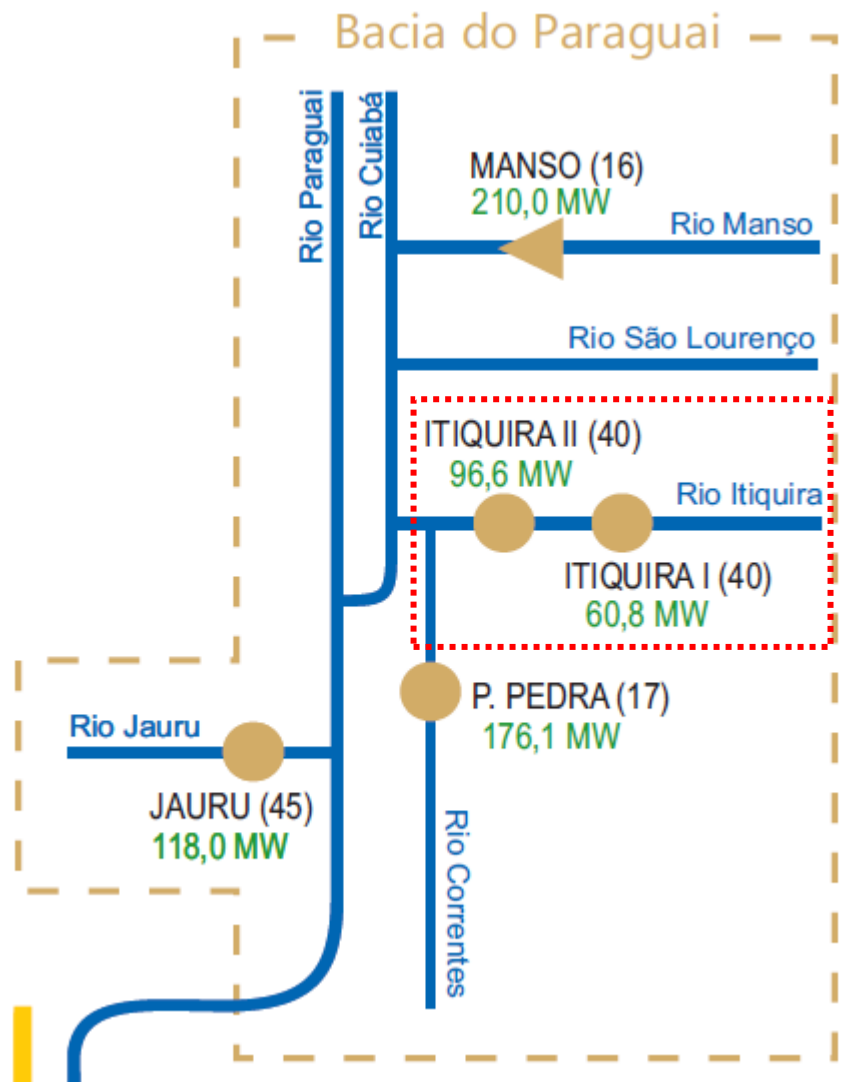 Bacia do Paraguai
Rio Paraguai
Rio Cuiabá
MANSO (16)
210,0 MW
Rio Manso
Rio São Lourenço
ITIQUIRA II (40)
96,6 MW
Rio Itiquira
ITIQUIRA I (40)
60,8 MW
P. PEDRA (17)
176,1 MW
Rio Jauru
JAURU (45)
118,0 MW
Rio Correntes